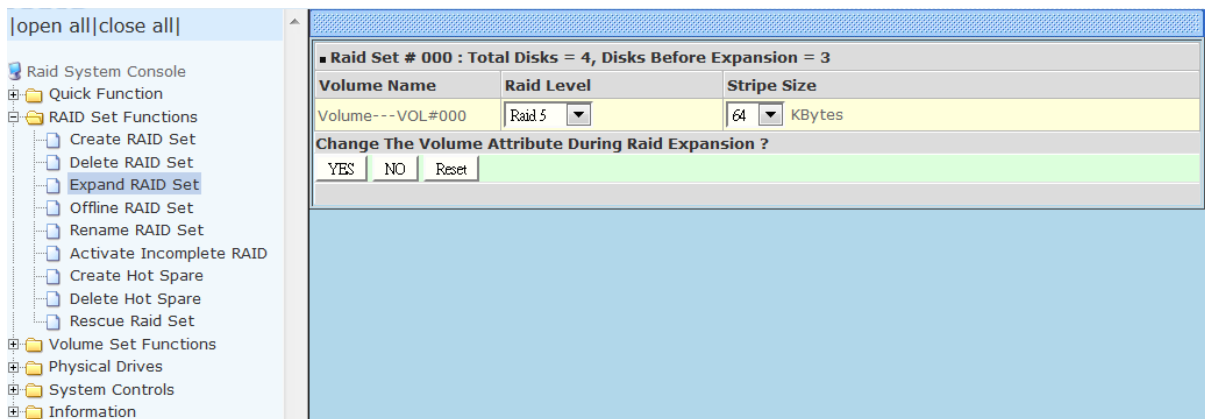 |open all|close all|
Raid System Console
Quick Function
RAID Set Functions
Create RAID Set
Delete RAID Set
Expand RAID Set
Offline RAID Set
Rename RAID Set
Activate Incomplete RAID
Create Hot Spare
Delete Hot Spare
Rescue Raid Set
Volume Set Functions
Physical Drives
System Controls
Information
Raid Set # 000 : Total Disks = 4, Disks Before Expansion = 3
Volume Name Raid Level Stripe Size
Volume---VOL#000 Raid 5 64 KBytes
Change The Volume Attribute During Raid Expansion ?
YES NO Reset